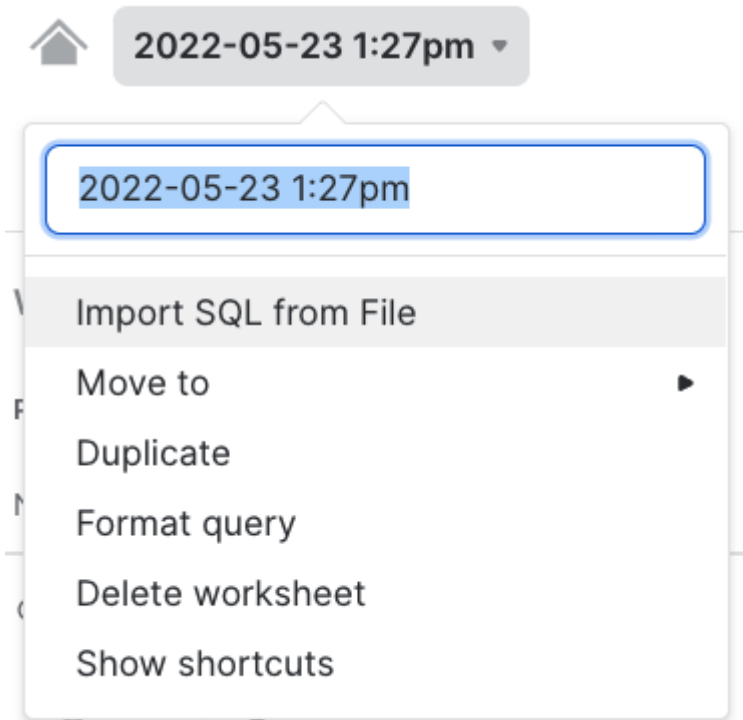 2022-05-23 1:27pm
2022-05-23 1:27pm
Import SQL from File
Move to
Duplicate
Format query
Delete worksheet
Show shortcuts